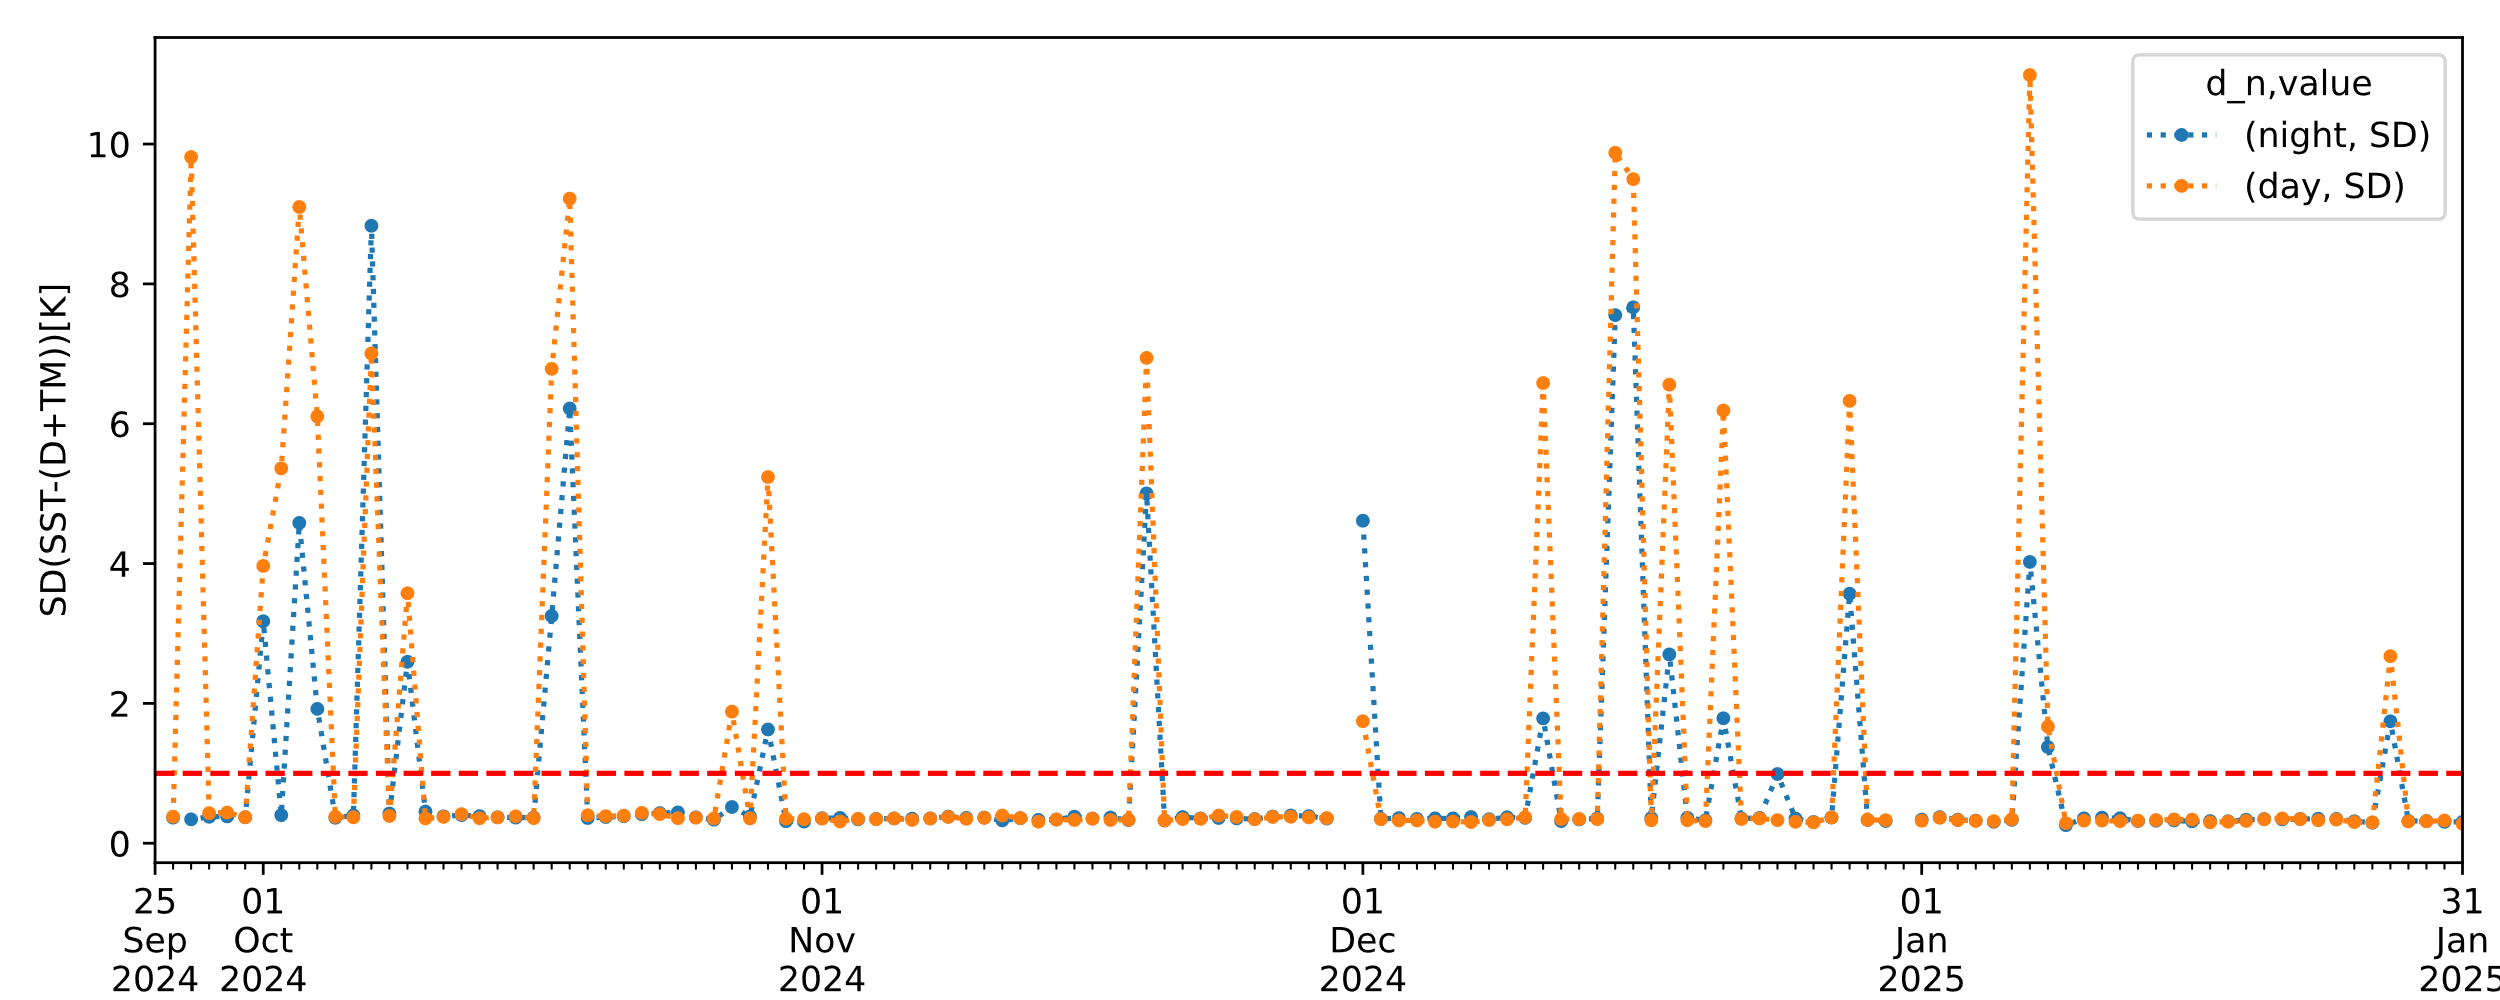 SD(SST-(D+TM))[K]
10
8
6
4
2
0
d_n,value
(night, SD)
(day, SD)
25
Sep
2024
01
Oct
2024
01
Nov
2024
01
Dec
2024
01
Jan
2025
31
Jan
2025